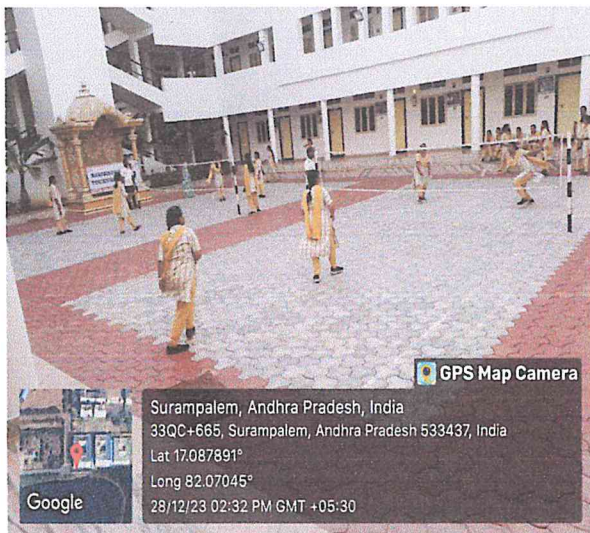 GPS Map Camera
Surampalem, Andhra Pradesh, India
33QC+665, Surampalem, Andhra Pradesh 533437, India
Lat 17.087891°
Long 82.07045°
28/12/23 02:32 PM GMT +05:30
Google